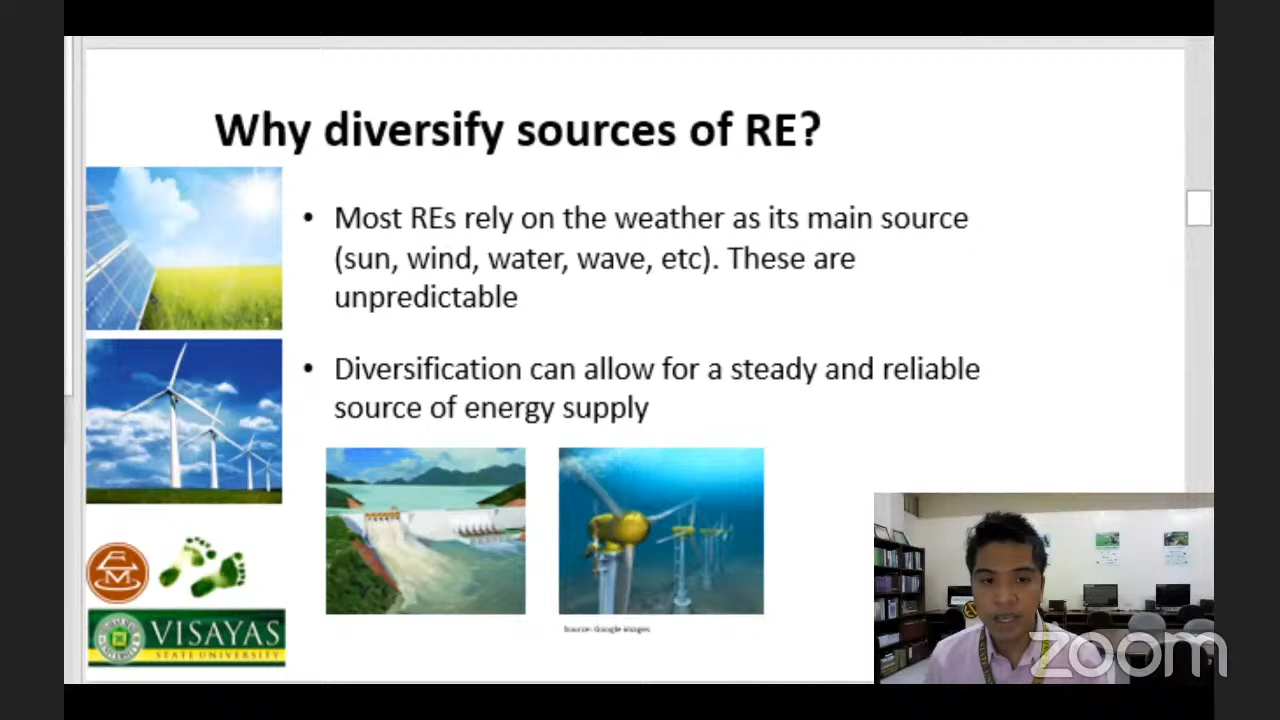 Why diversify sources of RE?
• Most REs rely on the weather as its main source
(sun, wind, water, wave, etc). These are
unpredictable
• Diversification can allow for a steady and reliable
source of energy supply
Source: Google images
VISAYAS
STATE UNIVERSITY
zoom